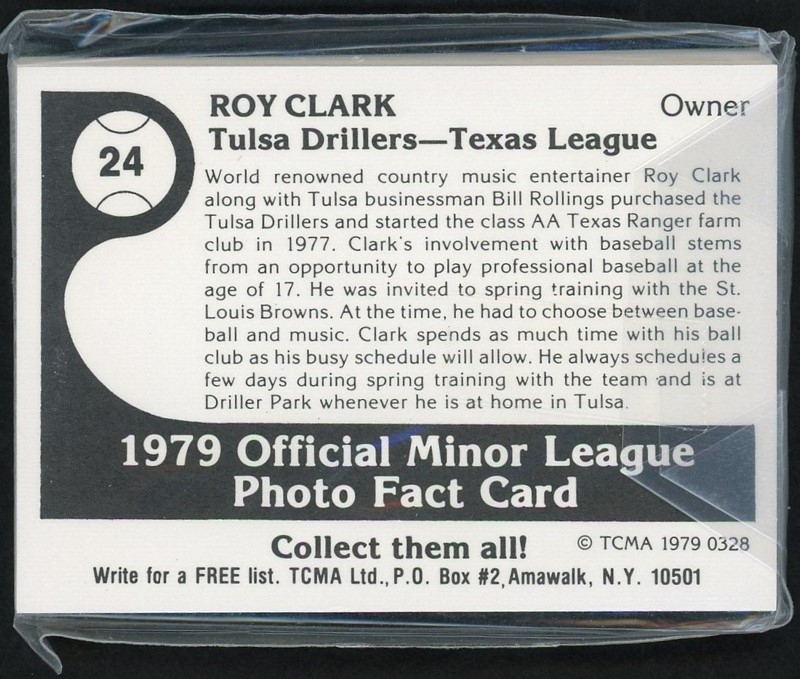 24
ROY CLARK Owner
Tulsa Drillers—Texas League
World renowned country music entertainer Roy Clark
along with Tulsa businessman Bill Rollings purchased the
Tulsa Drillers and started the class AA Texas Ranger farm
club in 1977. Clark's involvement with baseball stems
from an opportunity to play professional baseball at the
age of 17. He was invited to spring training with the St.
Louis Browns. At the time, he had to choose between base-
ball and music. Clark spends as much time with his ball
club as his busy schedule will allow. He always schedules a
few days during spring training with the team and is at
Driller Park whenever he is at home in Tulsa.
1979 Official Minor League
Photo Fact Card
Collect them all! © TCMA 1979 0328
Write for a FREE list. TCMA Ltd., P.O. Box #2, Amawalk, N.Y. 10501